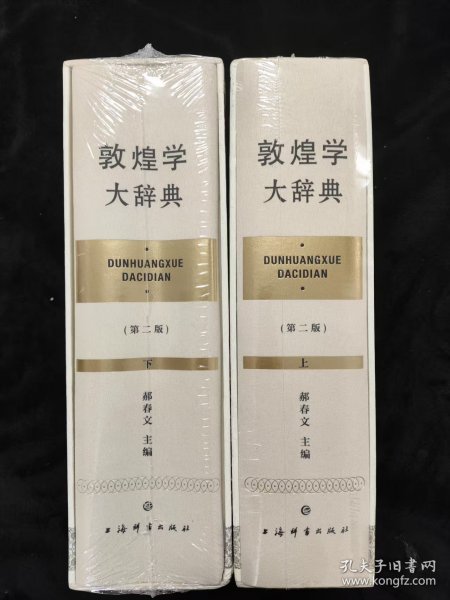 敦煌学
大辞典
DUNHUANGXUE
DACIDIAN
(第二版)
下
郝春文 主编
上海辞书出版社
敦煌学
大辞典
DUNHUANGXUE
DACIDIAN
(第二版)
上
郝春文 主编
上海辞书出版社
孔夫子旧书网
www.kongfz.com